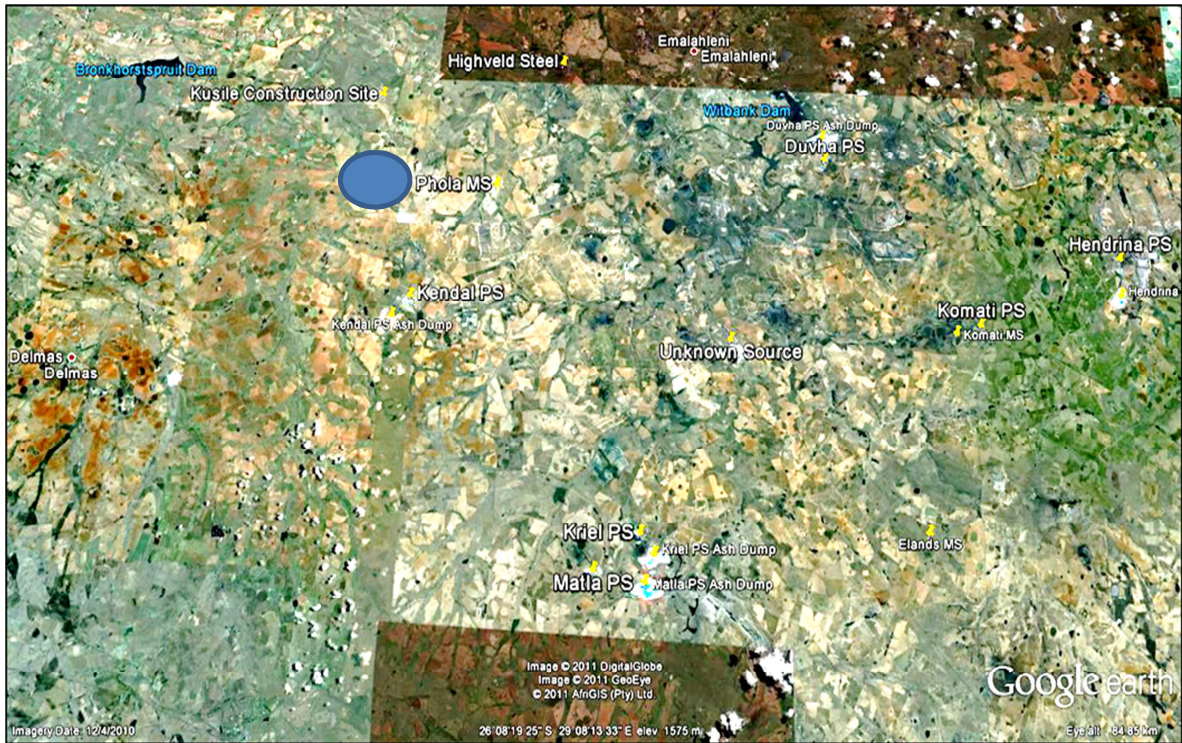 Emalahleni
Emalahleni
Highveld Steel
Bronkhorstspruit Dam
Kusile Construction Site
Witbank Dam
Duvha PS Ash Dump
Duvha PS
Phola MS
Hendrina PS
Hendrina
Kendal PS
Kendal PS Ash Dump
Komati PS
Komati MS
Unknown Source
Delmas
Delmas
Kriel PS
Kriel PS Ash Dump
Elands MS
Matla PS
Matla PS Ash Dump
Image © 2011 DigitalGlobe
Image © 2011 GeoEye
© 2011 AfriGIS (Pty) Ltd.
Google earth
Imagery Date: 12/4/2010
26°08'19.25" S 29°08'13.33" E elev 1575 m
Eye alt 84.85 km